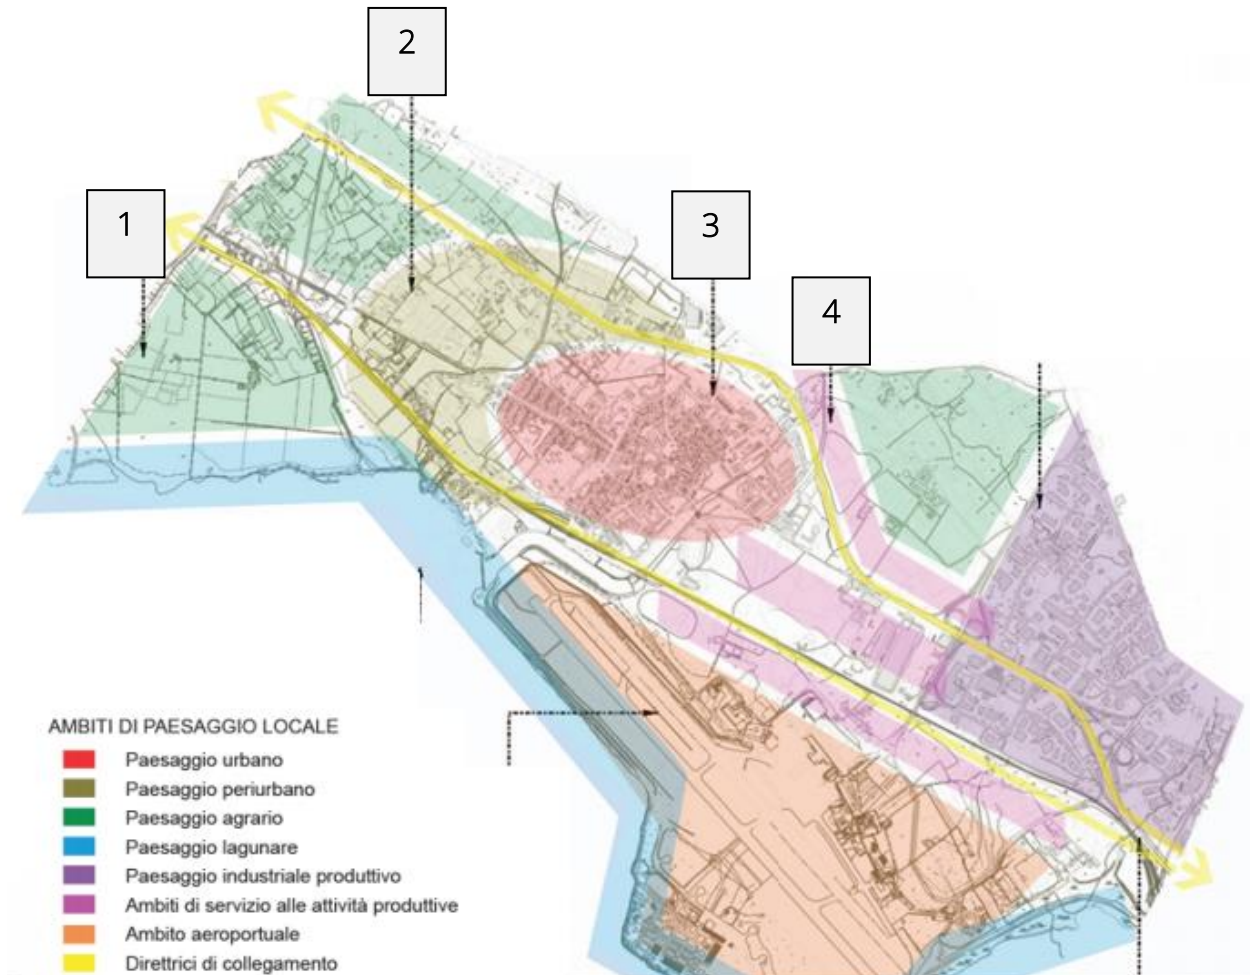 2
1
3
4
AMBITI DI PAESAGGIO LOCALE
Paesaggio urbano
Paesaggio periurbano
Paesaggio agrario
Paesaggio lagunare
Paesaggio industriale produttivo
Ambiti di servizio alle attività produttive
Ambito aeroportuale
Direttrici di collegamento